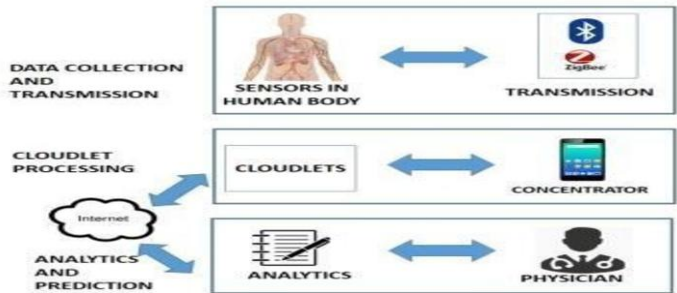 DATA COLLECTION
AND
TRANSMISSION
SENSORS IN
HUMAN BODY
ZigBee
TRANSMISSION
CLOUDLET
PROCESSING
CLOUDLETS
CONCENTRATOR
Internet
ANALYTICS
AND
PREDICTION
ANALYTICS
PHYSICIAN